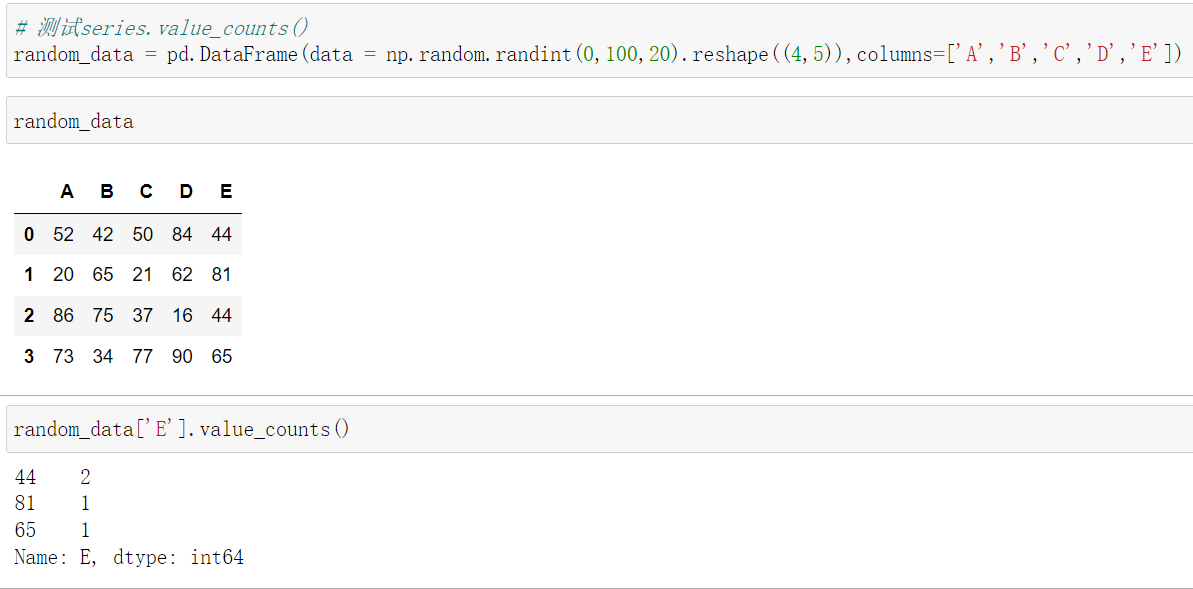 # 测试series.value_counts()
random_data = pd.DataFrame(data = np.random.randint(0,100,20).reshape((4,5)),columns=['A','B','C','D','E'])
random_data
A B C D E
0 52 42 50 84 44
1 20 65 21 62 81
2 86 75 37 16 44
3 73 34 77 90 65
random_data['E'].value_counts()
44 2
81 1
65 1
Name: E, dtype: int64